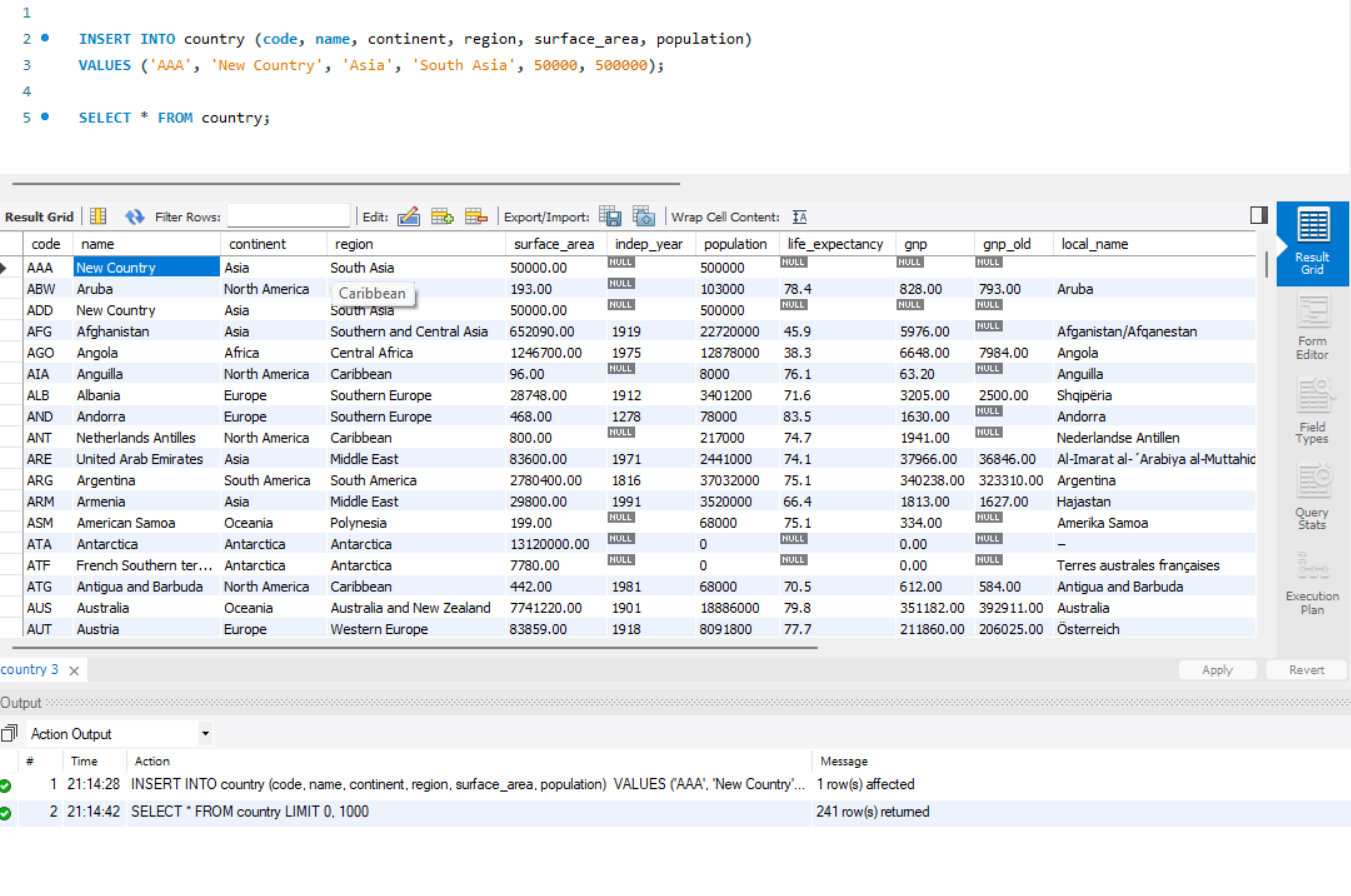 1
2 INSERT INTO country (code, name, continent, region, surface_area, population)
3 VALUES ('AAA', 'New Country', 'Asia', 'South Asia', 50000, 500000);
4
5 SELECT * FROM country;
Result Grid Filter Rows: Edit: Export/Import: Wrap Cell Content: IA
code name continent region surface_area indep_year population life_expectancy gnp gnp_old local_name
AAA New Country Asia South Asia 50000.00 NULL 500000 NULL NULL NULL
ABW Aruba North America Caribbean 193.00 NULL 103000 78.4 828.00 793.00 Aruba
ADD New Country Asia South Asia 50000.00 NULL 500000 NULL NULL NULL
AFG Afghanistan Asia Southern and Central Asia 652090.00 1919 22720000 45.9 5976.00 NULL Afganistan/Afqanestan
AGO Angola Africa Central Africa 1246700.00 1975 12878000 38.3 6648.00 7984.00 Angola
AIA Anguilla North America Caribbean 96.00 NULL 8000 76.1 63.20 NULL Anguilla
ALB Albania Europe Southern Europe 28748.00 1912 3401200 71.6 3205.00 2500.00 Shqipëria
AND Andorra Europe Southern Europe 468.00 1278 78000 83.5 1630.00 NULL Andorra
ANT Netherlands Antilles North America Caribbean 800.00 NULL 217000 74.7 1941.00 NULL Nederlandse Antillen
ARE United Arab Emirates Asia Middle East 83600.00 1971 2441000 74.1 37966.00 36846.00 Al-Imarat al-´Arabiya al-Muttahid
ARG Argentina South America South America 2780400.00 1816 37032000 75.1 340238.00 323310.00 Argentina
ARM Armenia Asia Middle East 29800.00 1991 3520000 66.4 1813.00 1627.00 Hajastan
ASM American Samoa Oceania Polynesia 199.00 NULL 68000 75.1 334.00 NULL Amerika Samoa
ATA Antarctica Antarctica Antarctica 13120000.00 NULL 0 NULL 0.00 NULL –
ATF French Southern ter... Antarctica Antarctica 7780.00 NULL 0 NULL 0.00 NULL Terres australes françaises
ATG Antigua and Barbuda North America Caribbean 442.00 1981 68000 70.5 612.00 584.00 Antigua and Barbuda
AUS Australia Oceania Australia and New Zealand 7741220.00 1901 18886000 79.8 351182.00 392911.00 Australia
AUT Austria Europe Western Europe 83859.00 1918 8091800 77.7 211860.00 206025.00 Österreich
Result
Grid
Form
Editor
Field
Types
Query
Stats
Execution
Plan
country 3 Apply Revert
Output
Action Output
# Time Action Message
1 21:14:28 INSERT INTO country (code, name, continent, region, surface_area, population) VALUES ('AAA', 'New Country'... 1 row(s) affected
2 21:14:42 SELECT * FROM country LIMIT 0, 1000 241 row(s) returned